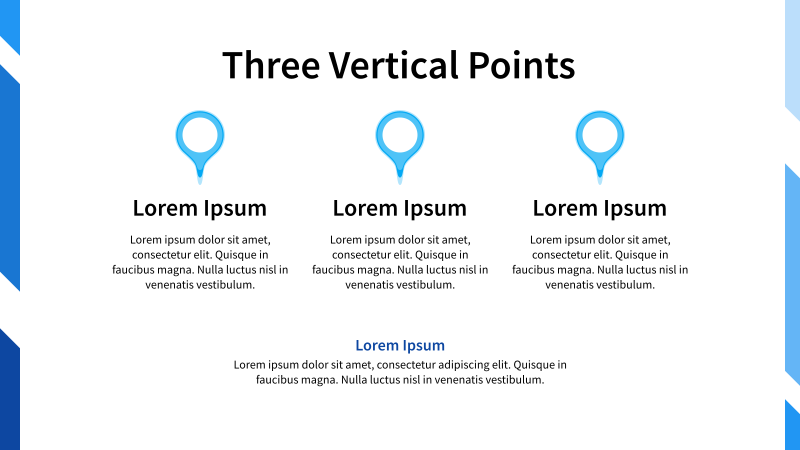 Three Vertical Points
Lorem Ipsum
Lorem ipsum dolor sit amet,
consectetur elit. Quisque in
faucibus magna. Nulla luctus nisl in
venenatis vestibulum.
Lorem Ipsum
Lorem ipsum dolor sit amet,
consectetur elit. Quisque in
faucibus magna. Nulla luctus nisl in
venenatis vestibulum.
Lorem Ipsum
Lorem ipsum dolor sit amet,
consectetur elit. Quisque in
faucibus magna. Nulla luctus nisl in
venenatis vestibulum.
Lorem Ipsum
Lorem ipsum dolor sit amet, consectetur adipiscing elit. Quisque in
faucibus magna. Nulla luctus nisl in venenatis vestibulum.